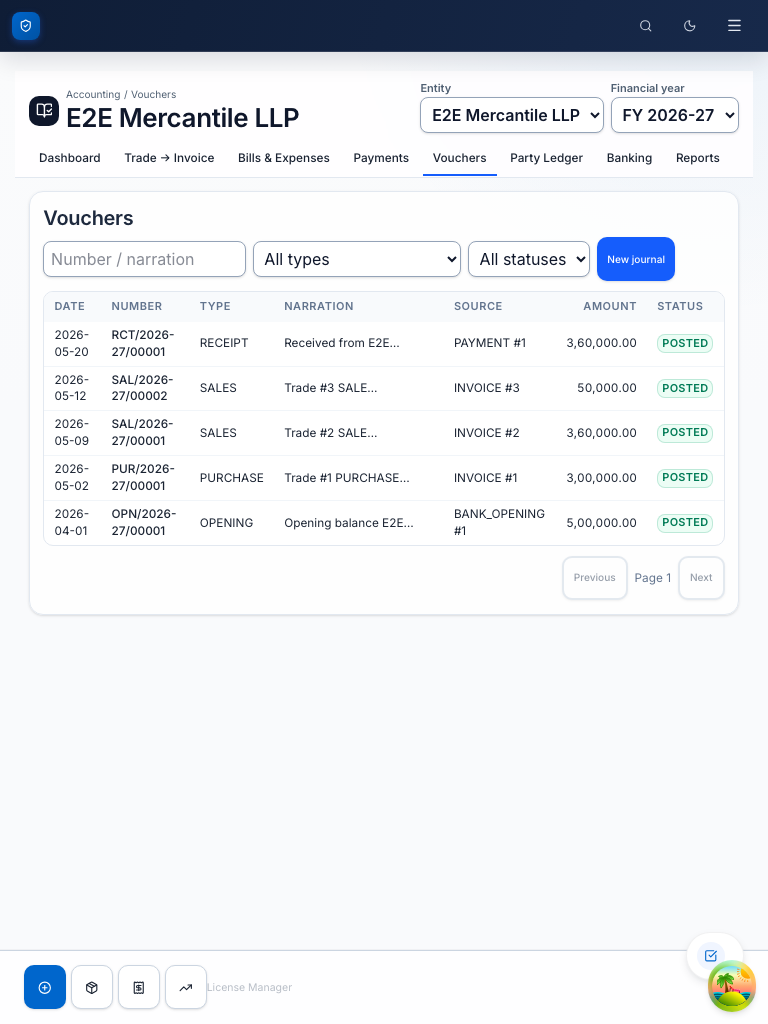 Accounting / Vouchers
E2E Mercantile LLP
Entity
E2E Mercantile LLP
Financial year
FY 2026-27
Dashboard
Trade → Invoice
Bills & Expenses
Payments
Vouchers
Party Ledger
Banking
Reports
Vouchers
Number / narration
All types
All statuses
New journal
DATE NUMBER TYPE NARRATION SOURCE AMOUNT STATUS
2026-05-20 RCT/2026-27/00001 RECEIPT Received from E2E... PAYMENT #1 3,60,000.00 POSTED
2026-05-12 SAL/2026-27/00002 SALES Trade #3 SALE... INVOICE #3 50,000.00 POSTED
2026-05-09 SAL/2026-27/00001 SALES Trade #2 SALE... INVOICE #2 3,60,000.00 POSTED
2026-05-02 PUR/2026-27/00001 PURCHASE Trade #1 PURCHASE... INVOICE #1 3,00,000.00 POSTED
2026-04-01 OPN/2026-27/00001 OPENING Opening balance E2E... BANK_OPENING #1 5,00,000.00 POSTED
Previous
Page 1
Next
License Manager